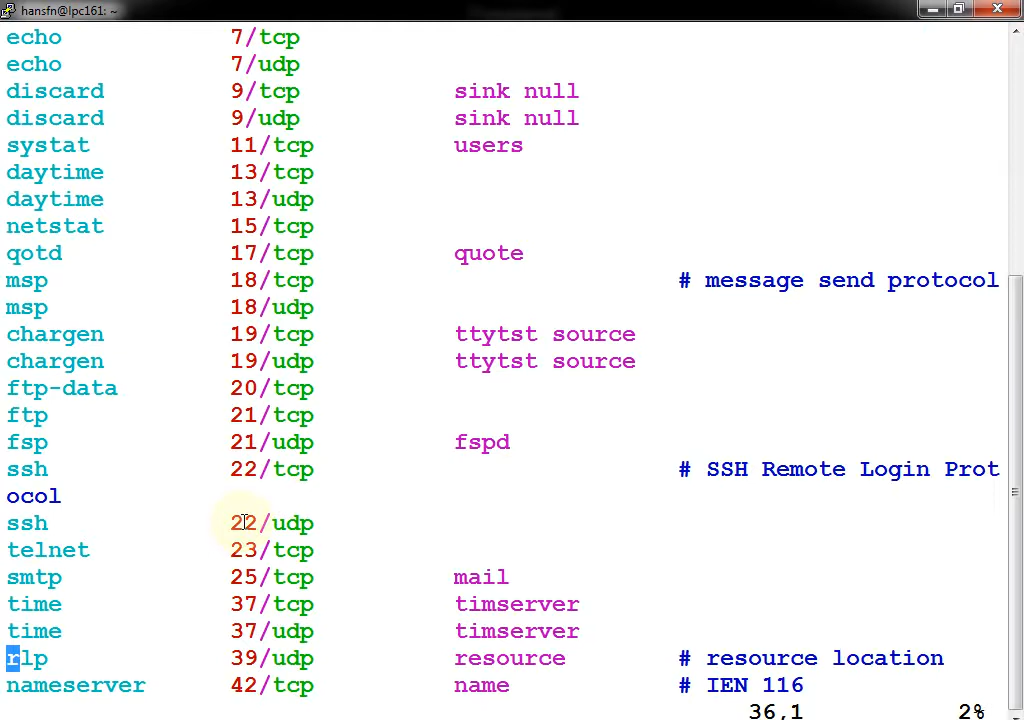 hansfn@lpc161: ~
echo 7/tcp
echo 7/udp
discard 9/tcp sink null
discard 9/udp sink null
systat 11/tcp users
daytime 13/tcp
daytime 13/udp
netstat 15/tcp
qotd 17/tcp quote
msp 18/tcp # message send protocol
msp 18/udp
chargen 19/tcp ttytst source
chargen 19/udp ttytst source
ftp-data 20/tcp
ftp 21/tcp
fsp 21/udp fspd
ssh 22/tcp # SSH Remote Login Prot
ocol
ssh 22/udp
telnet 23/tcp
smtp 25/tcp mail
time 37/tcp timserver
time 37/udp timserver
rlp 39/udp resource # resource location
nameserver 42/tcp name # IEN 116
36,1 2%